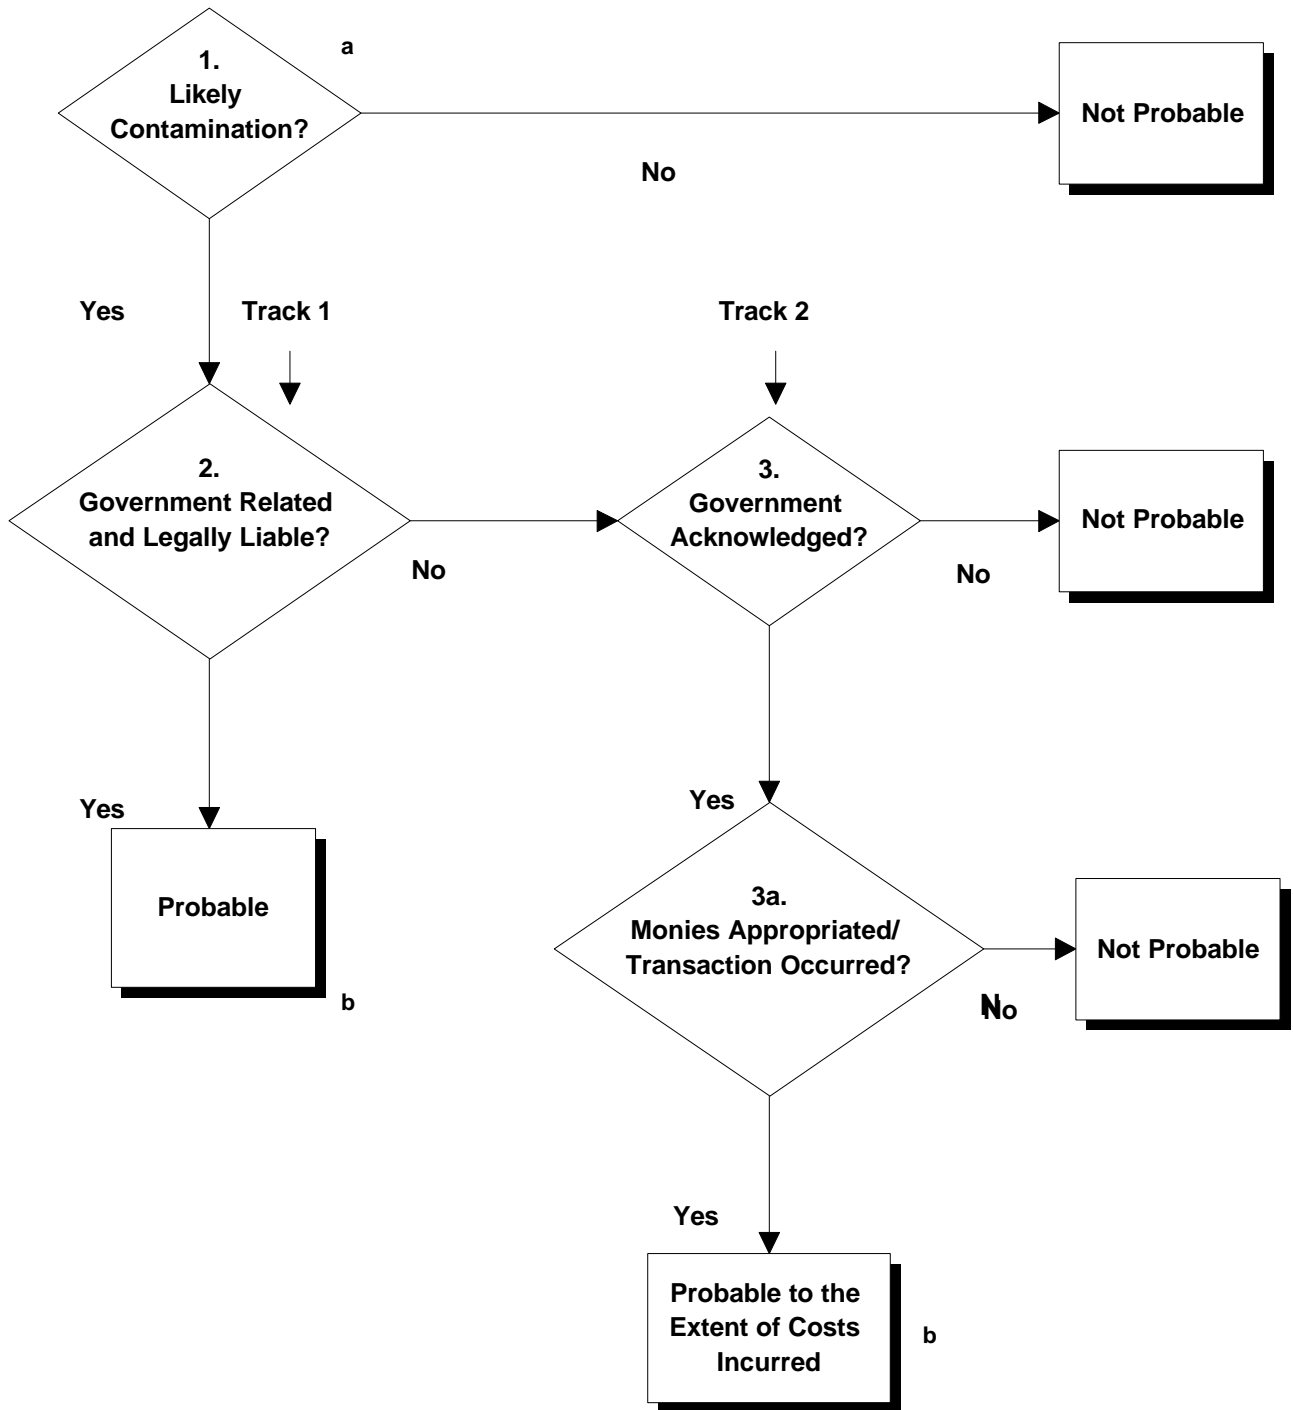 1.
Likely
Contamination?
a
Not Probable
No
Yes
Track 1
Track 2
2.
Government Related
and Legally Liable?
No
3.
Government
Acknowledged?
No
Not Probable
Yes
Probable
b
Yes
3a.
Monies Appropriated/
Transaction Occurred?
No
Not Probable
Yes
Probable to the
Extent of Costs
Incurred
b